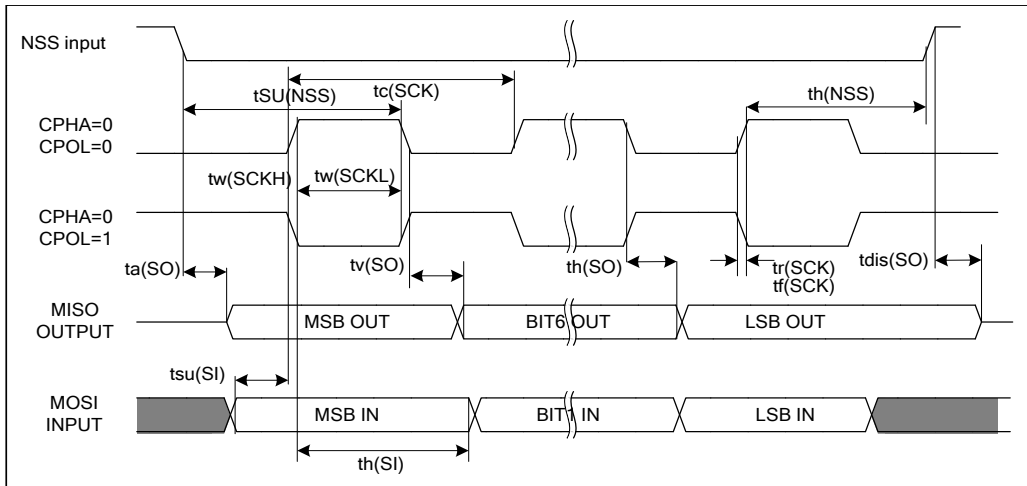 NSS input
tc(SCK)
tSU(NSS)
th(NSS)
CPHA=0
CPOL=0
tw(SCKH)
tw(SCKL)
CPHA=0
CPOL=1
ta(SO)
tv(SO)
th(SO)
tr(SCK)
tf(SCK)
tdis(SO)
MISO
OUTPUT
MSB OUT
BIT6 OUT
LSB OUT
tsu(SI)
MOSI
INPUT
MSB IN
BIT1 IN
LSB IN
th(SI)